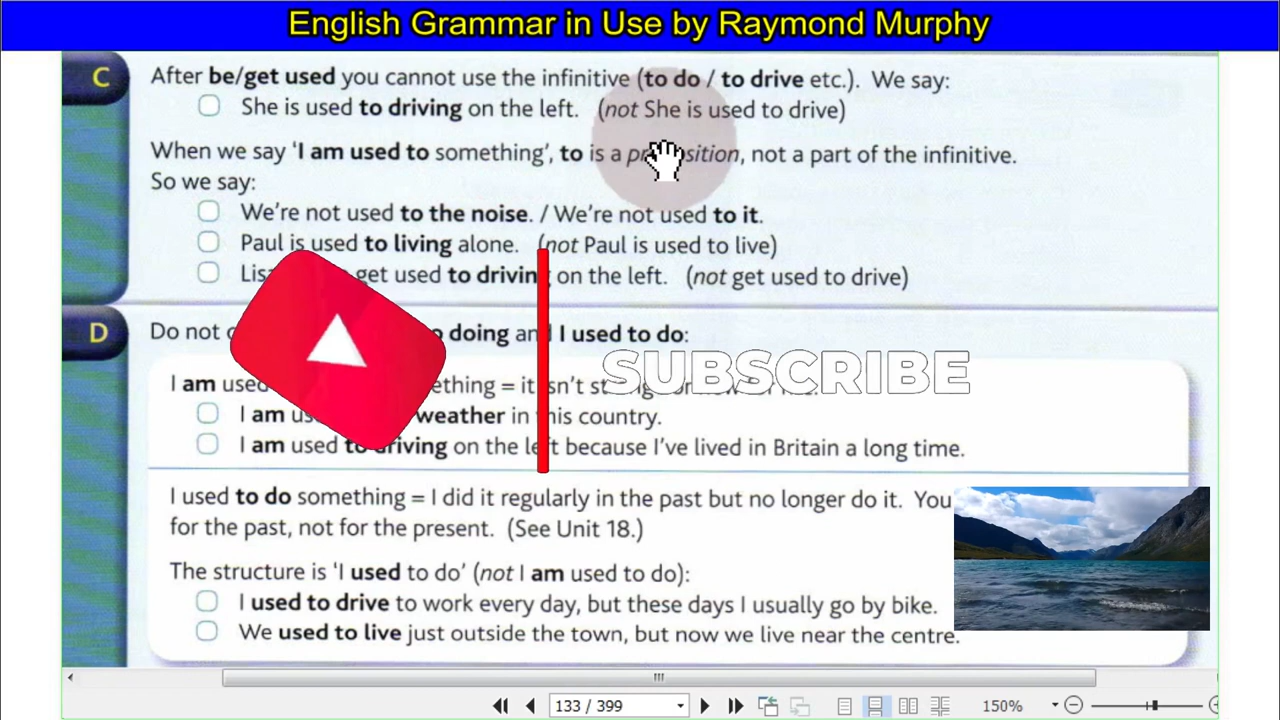 English Grammar in Use by Raymond Murphy
C
After be/get used you cannot use the infinitive (to do / to drive etc.). We say:
She is used to driving on the left. (not She is used to drive)
When we say 'I am used to something', to is a preposition, not a part of the infinitive.
So we say:
We're not used to the noise. / We're not used to it.
Paul is used to living alone. (not Paul is used to live)
get used to driving on the left. (not get used to drive)
D
Do not doing and I used to do:
I am used = it isn't
SUBSCRIBE
I am weather in this country.
I am used to driving on the left because I've lived in Britain a long time.
I used to do something = I did it regularly in the past but no longer do it. You
for the past, not for the present. (See Unit 18.)
The structure is 'I used to do' (not I am used to do):
I used to drive to work every day, but these days I usually go by bike.
We used to live just outside the town, but now we live near the centre.
133 / 399
150%